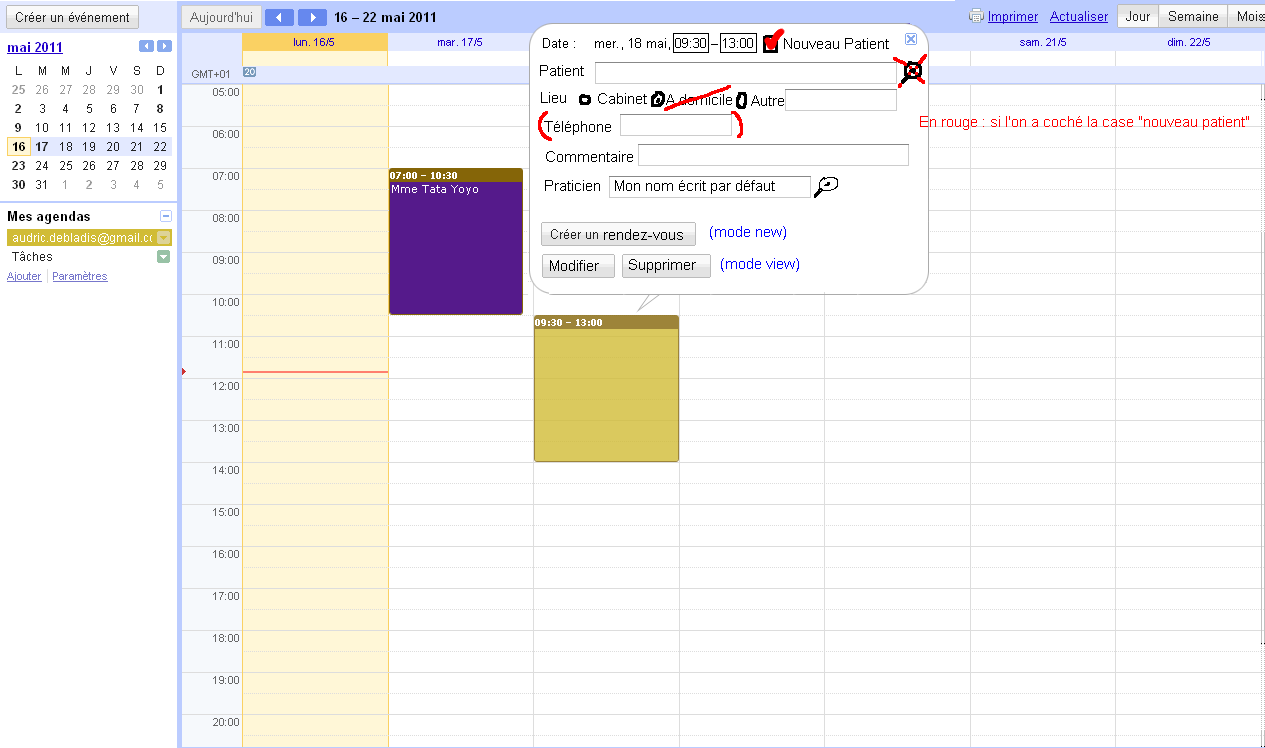 Créer un événement
Aujourd'hui 16 – 22 mai 2011 Imprimer Actualiser Jour Semaine Mois
mai 2011
L M M J V S D
25 26 27 28 29 30 1
2 3 4 5 6 7 8
9 10 11 12 13 14 15
16 17 18 19 20 21 22
23 24 25 26 27 28 29
30 31 1 2 3 4 5
Mes agendas
audric.debladis@gmail.cc
Tâches
Ajouter Paramètres
lun. 16/5 mar. 17/5 sam. 21/5 dim. 22/5
GMT+01 20
05:00
06:00
07:00
08:00
09:00
10:00
11:00
12:00
13:00
14:00
15:00
16:00
17:00
18:00
19:00
20:00
07:00 – 10:30
Mme Tata Yoyo
Date : mer., 18 mai, 09:30 – 13:00 Nouveau Patient
Patient
Lieu Cabinet A domicile Autre
Téléphone
Commentaire
Praticien Mon nom écrit par défaut
Créer un rendez-vous (mode new)
Modifier Supprimer (mode view)
09:30 – 13:00
En rouge : si l'on a coché la case "nouveau patient"